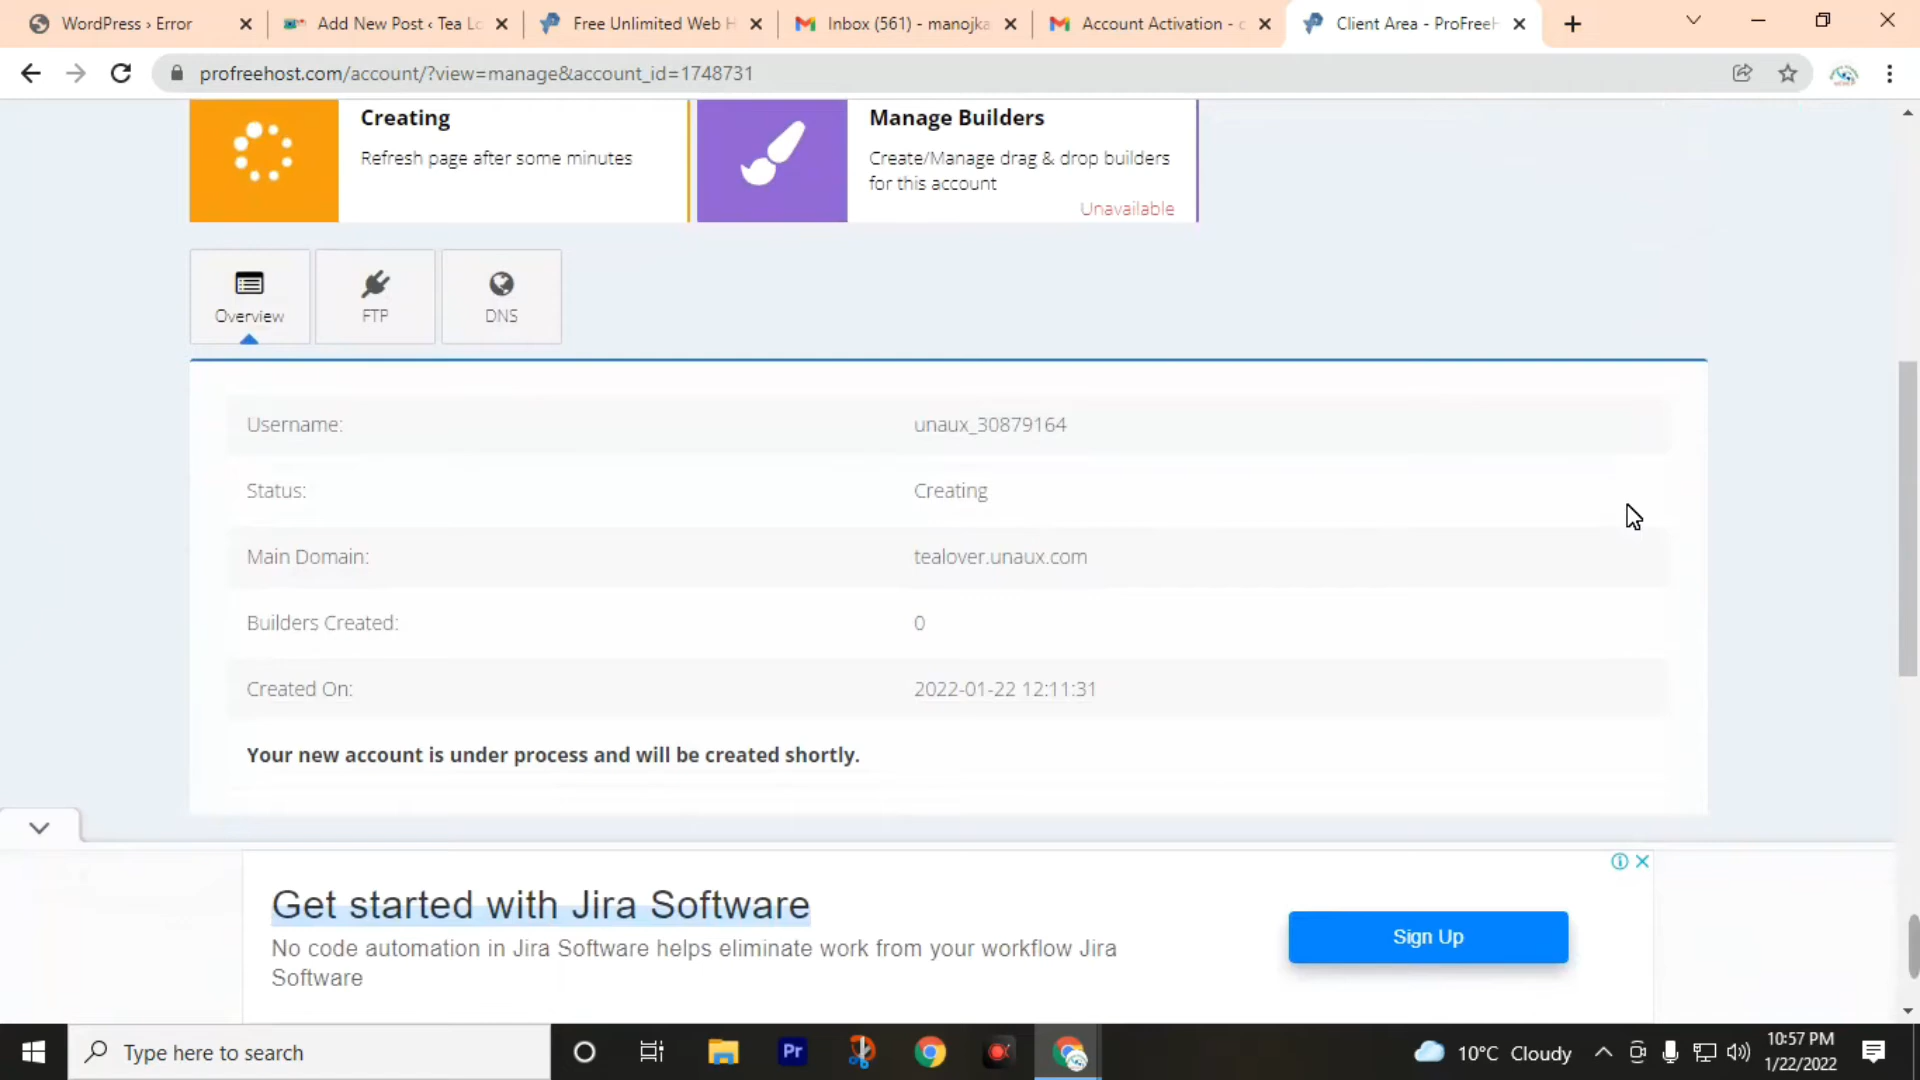 WordPress › Error
Add New Post ‹ Tea Lo
Free Unlimited Web H
Inbox (561) - manojka
Account Activation - c
Client Area - ProFreeH
profreehost.com/account/?view=manage&account_id=1748731
Creating
Refresh page after some minutes
Manage Builders
Create/Manage drag & drop builders
for this account
Unavailable
Overview
FTP
DNS
Username:
unaux_30879164
Status:
Creating
Main Domain:
tealover.unaux.com
Builders Created:
0
Created On:
2022-01-22 12:11:31
Your new account is under process and will be created shortly.
Get started with Jira Software
No code automation in Jira Software helps eliminate work from your workflow Jira
Software
Sign Up
Type here to search
Pr
10°C Cloudy
10:57 PM
1/22/2022